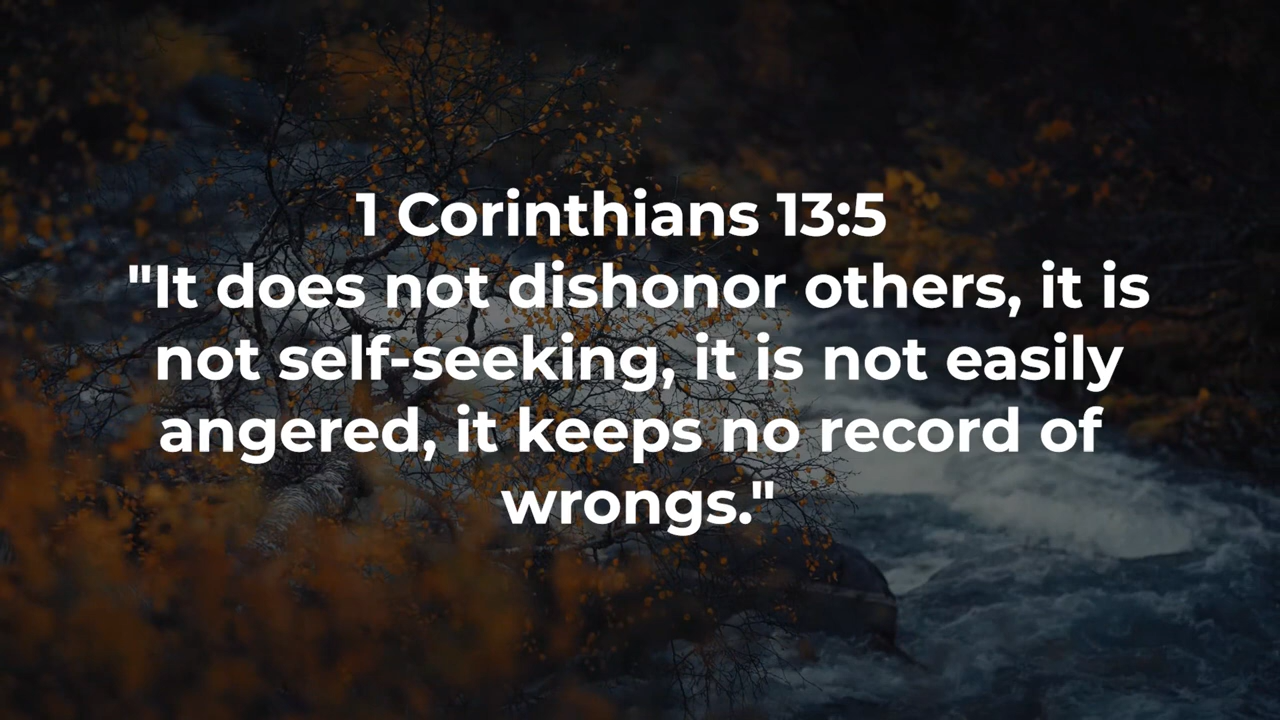 1 Corinthians 13:5
"It does not dishonor others, it is
not self-seeking, it is not easily
angered, it keeps no record of
wrongs."